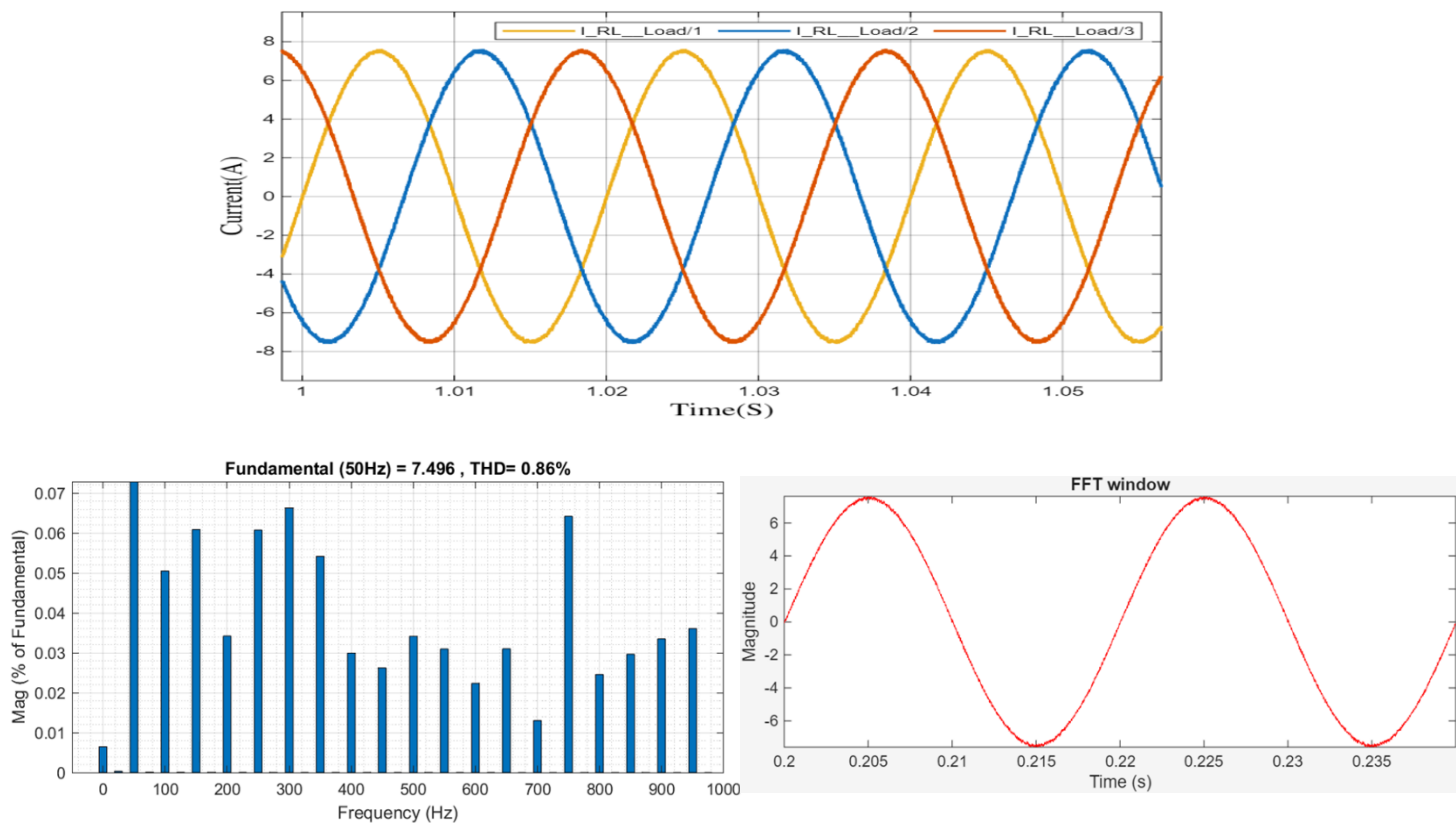 I_RL__Load/1 I_RL__Load/2 I_RL__Load/3
8
6
4
2
0
-2
-4
-6
-8
Current(A)
1 1.01 1.02 1.03 1.04 1.05
Time(S)
Fundamental (50Hz) = 7.496 , THD= 0.86%
0.07
0.06
0.05
0.04
0.03
0.02
0.01
0
Mag (% of Fundamental)
0 100 200 300 400 500 600 700 800 900 1000
Frequency (Hz)
FFT window
6
4
2
0
-2
-4
-6
Magnitude
0.2 0.205 0.21 0.215 0.22 0.225 0.23 0.235
Time (s)